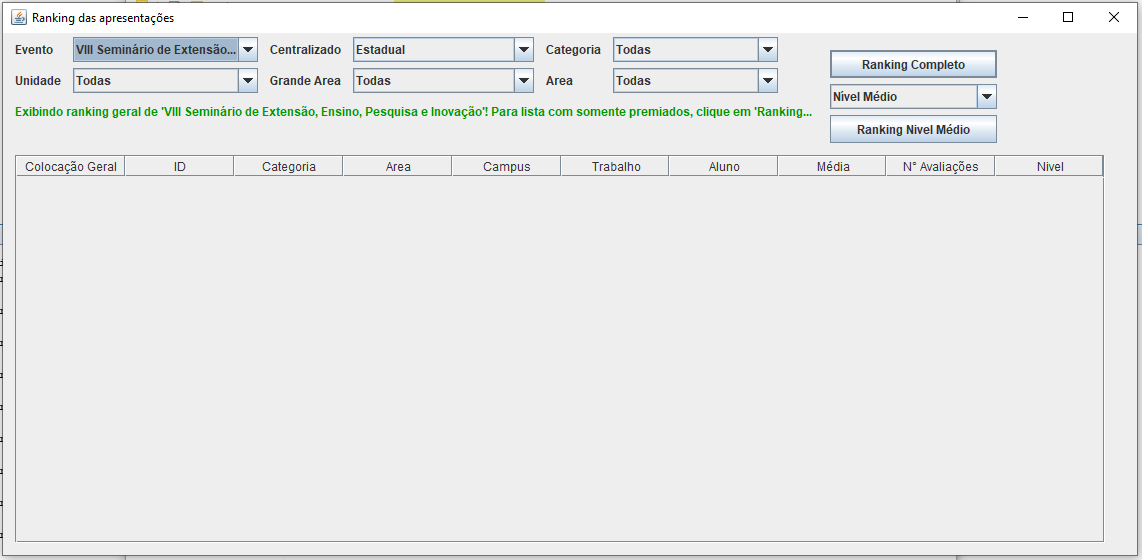 Ranking das apresentações
Evento VIII Seminário de Extensão... Centralizado Estadual Categoria Todas
Unidade Todas Grande Area Todas Area Todas
Ranking Completo
Nível Médio
Ranking Nivel Médio
Exibindo ranking geral de 'VIII Seminário de Extensão, Ensino, Pesquisa e Inovação'! Para lista com somente premiados, clique em 'Ranking...
Colocação Geral ID Categoria Area Campus Trabalho Aluno Média N° Avaliações Nivel